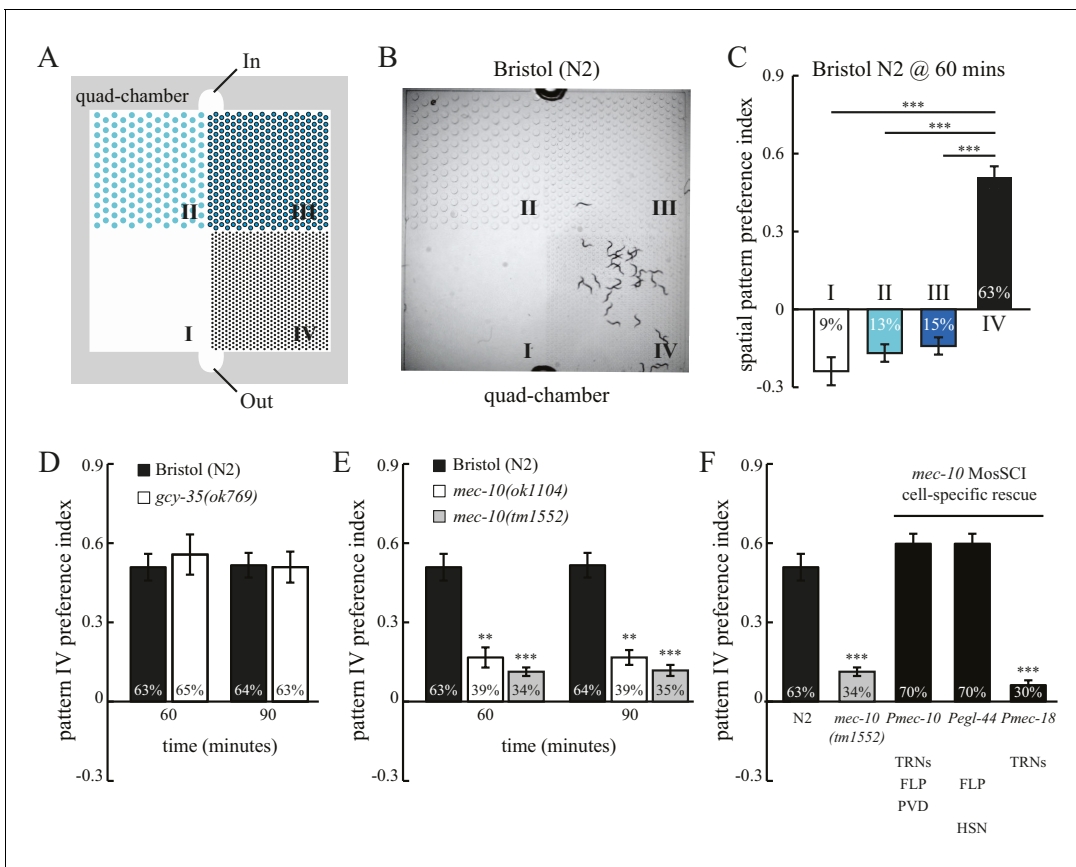 A
In
quad-chamber
II
III
I
IV
Out
B
Bristol (N2)
II
III
I
IV
quad-chamber
C
Bristol N2 @ 60 mins
spatial pattern preference index
0.9
0.6
0.3
0
-0.3
***
***
***
I
II
III
IV
9%
13%
15%
63%
D
pattern IV preference index
0.9
0.6
0.3
0
-0.3
Bristol (N2)
gcy-35(ok769)
63%
65%
64%
63%
60
90
time (minutes)
E
pattern IV preference index
0.9
0.6
0.3
0
-0.3
Bristol (N2)
mec-10(ok1104)
mec-10(tm1552)
**
***
**
***
63%
39%
34%
64%
39%
35%
60
90
time (minutes)
F
pattern IV preference index
0.9
0.6
0.3
0
-0.3
mec-10 MosSCI
cell-specific rescue
***
***
63%
34%
70%
70%
30%
N2
mec-10
(tm1552)
Pmec-10
Pegl-44
Pmec-18
TRNs
FLP
PVD
FLP
HSN
TRNs